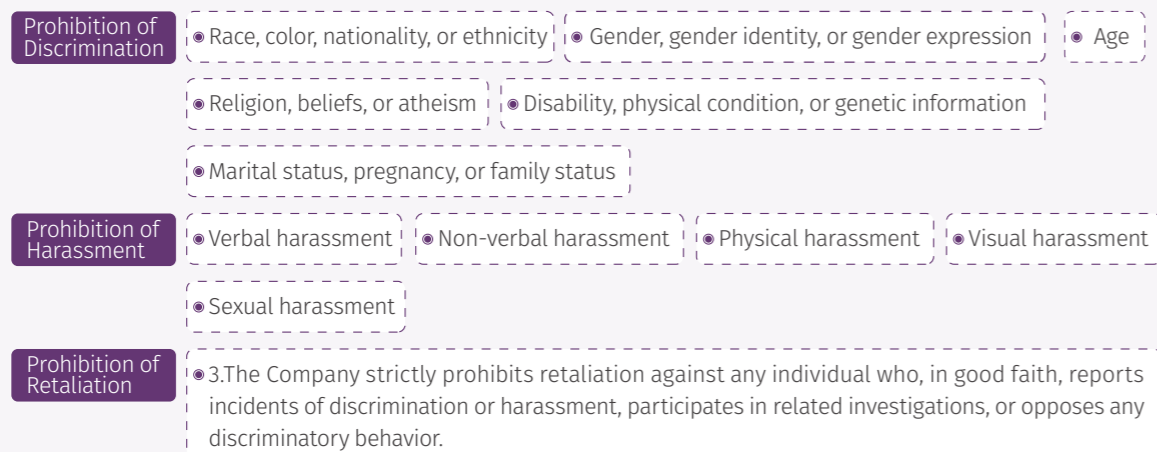 Prohibition of
Discrimination
Race, color, nationality, or ethnicity
Gender, gender identity, or gender expression
Age
Religion, beliefs, or atheism
Disability, physical condition, or genetic information
Marital status, pregnancy, or family status
Prohibition of
Harassment
Verbal harassment
Non-verbal harassment
Physical harassment
Visual harassment
Sexual harassment
Prohibition of
Retaliation
3.The Company strictly prohibits retaliation against any individual who, in good faith, reports
incidents of discrimination or harassment, participates in related investigations, or opposes any
discriminatory behavior.